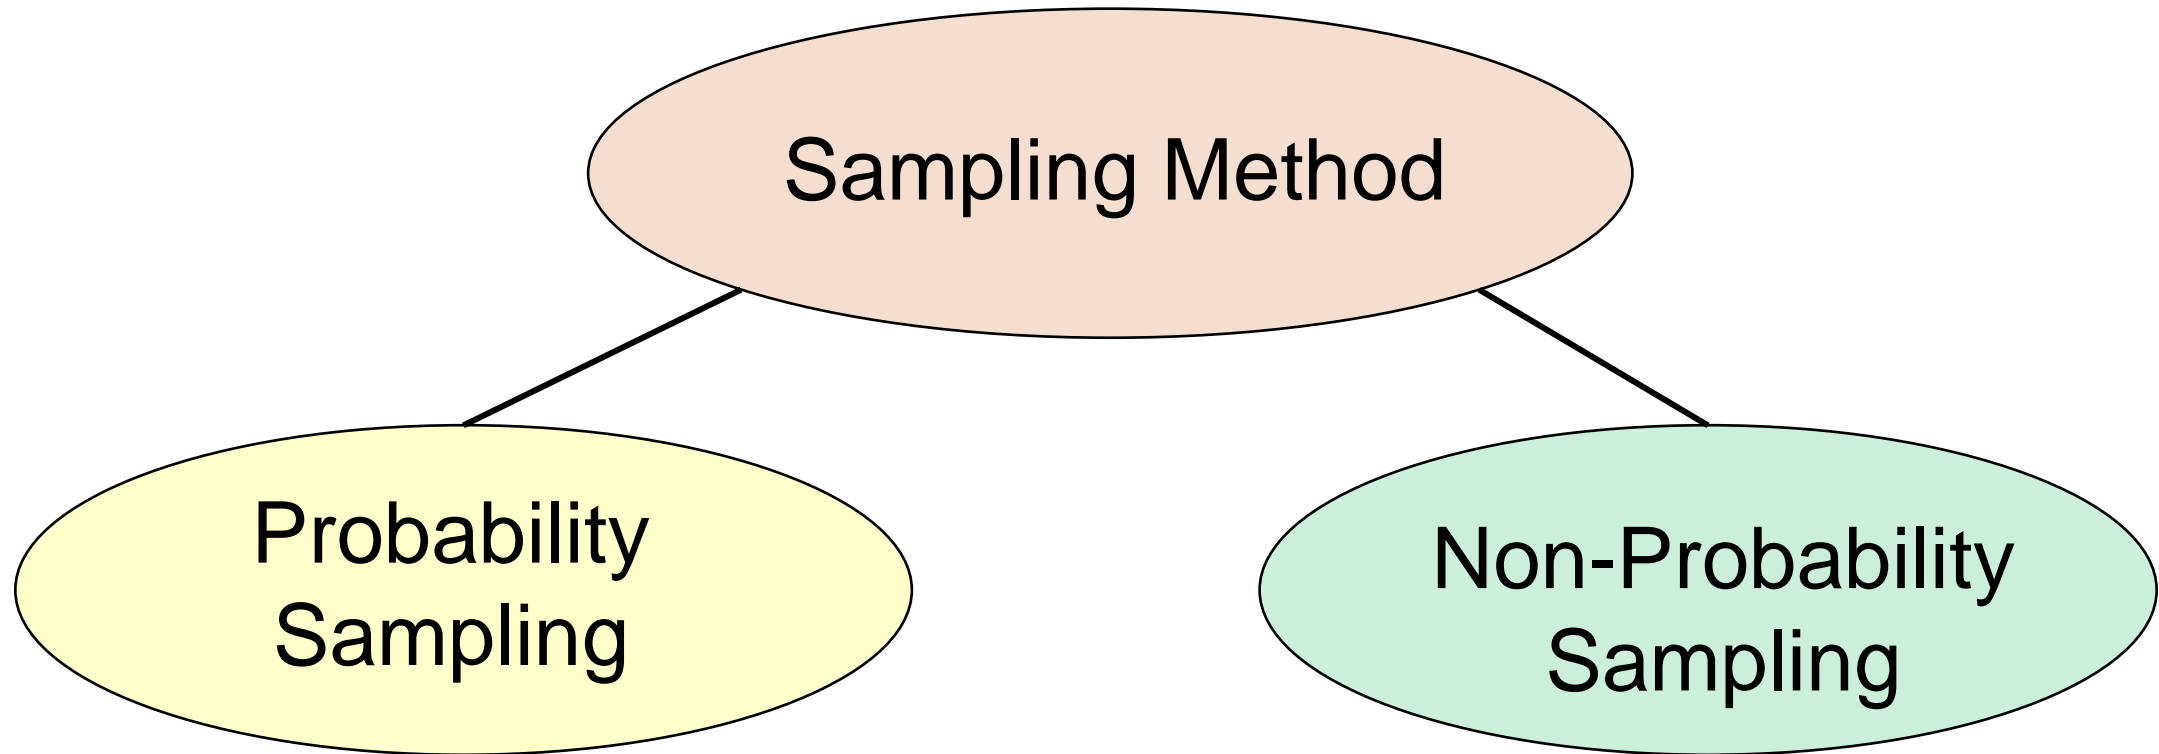 Sampling Method
Probability
Sampling
Non-Probability
Sampling